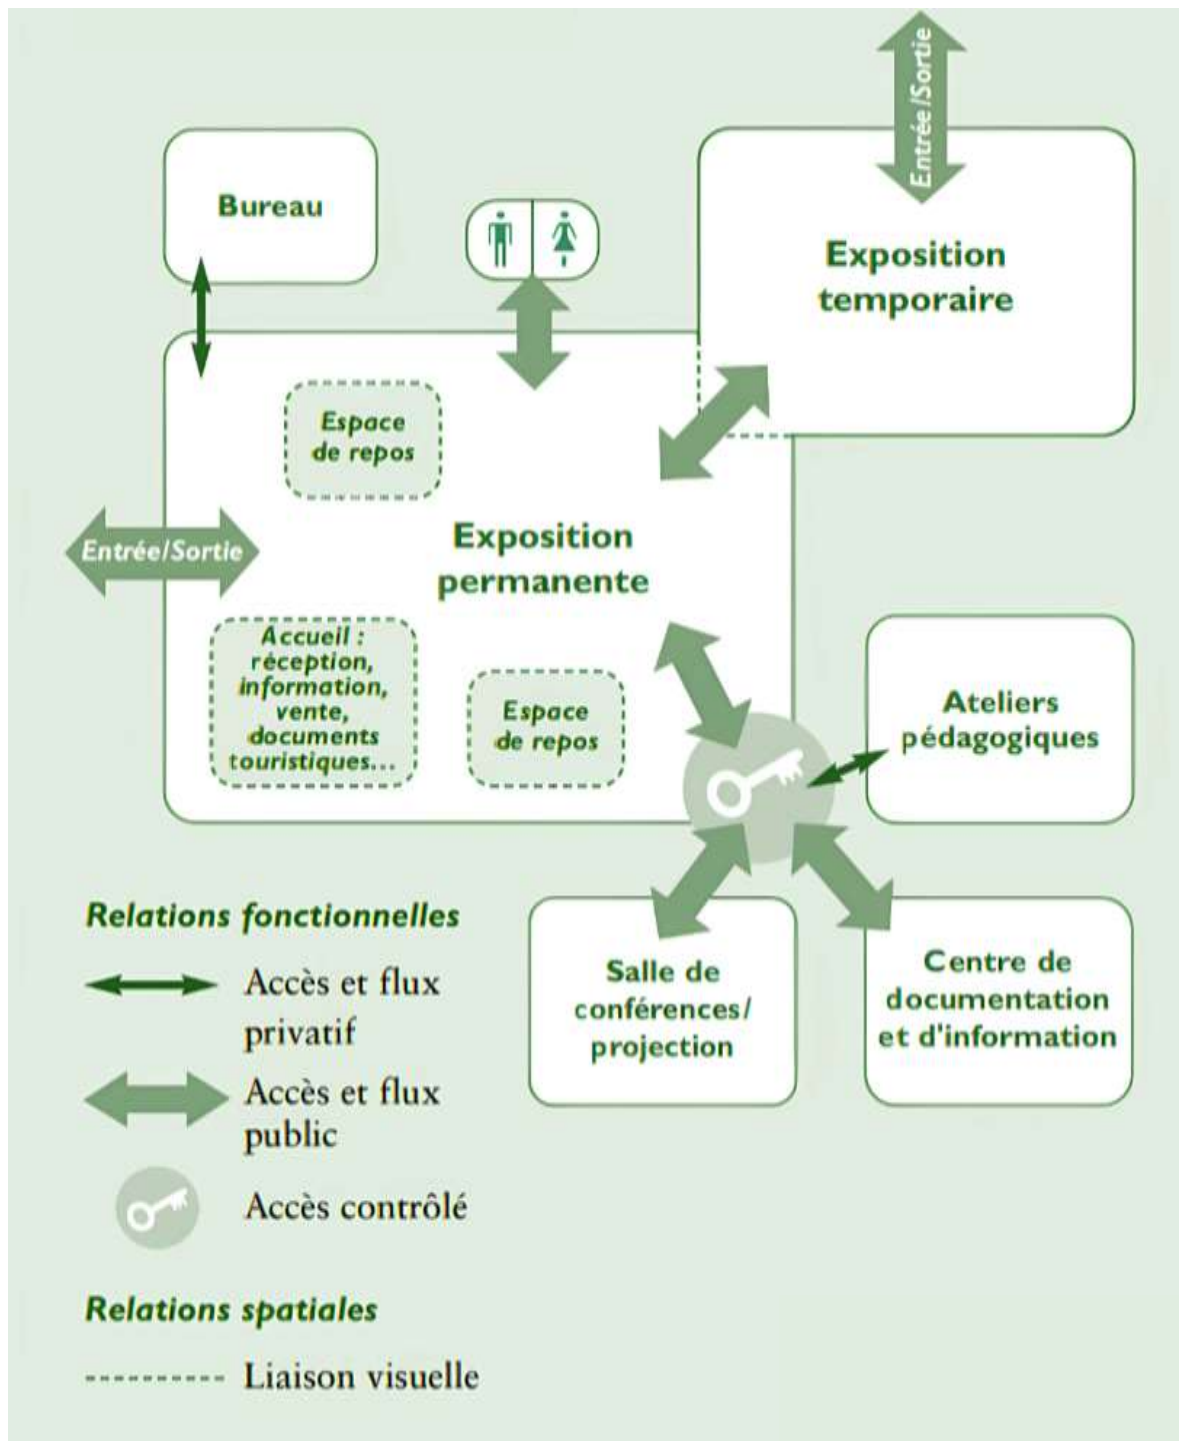 Entrée/Sortie
Bureau
Exposition
temporaire
Espace
de repos
Entrée/Sortie
Exposition
permanente
Accueil :
réception,
information,
vente,
documents
touristiques...
Espace
de repos
Ateliers
pédagogiques
Salle de
conférences/
projection
Centre de
documentation
et d'information
Relations fonctionnelles
Accès et flux
privatif
Accès et flux
public
Accès contrôlé
Relations spatiales
Liaison visuelle